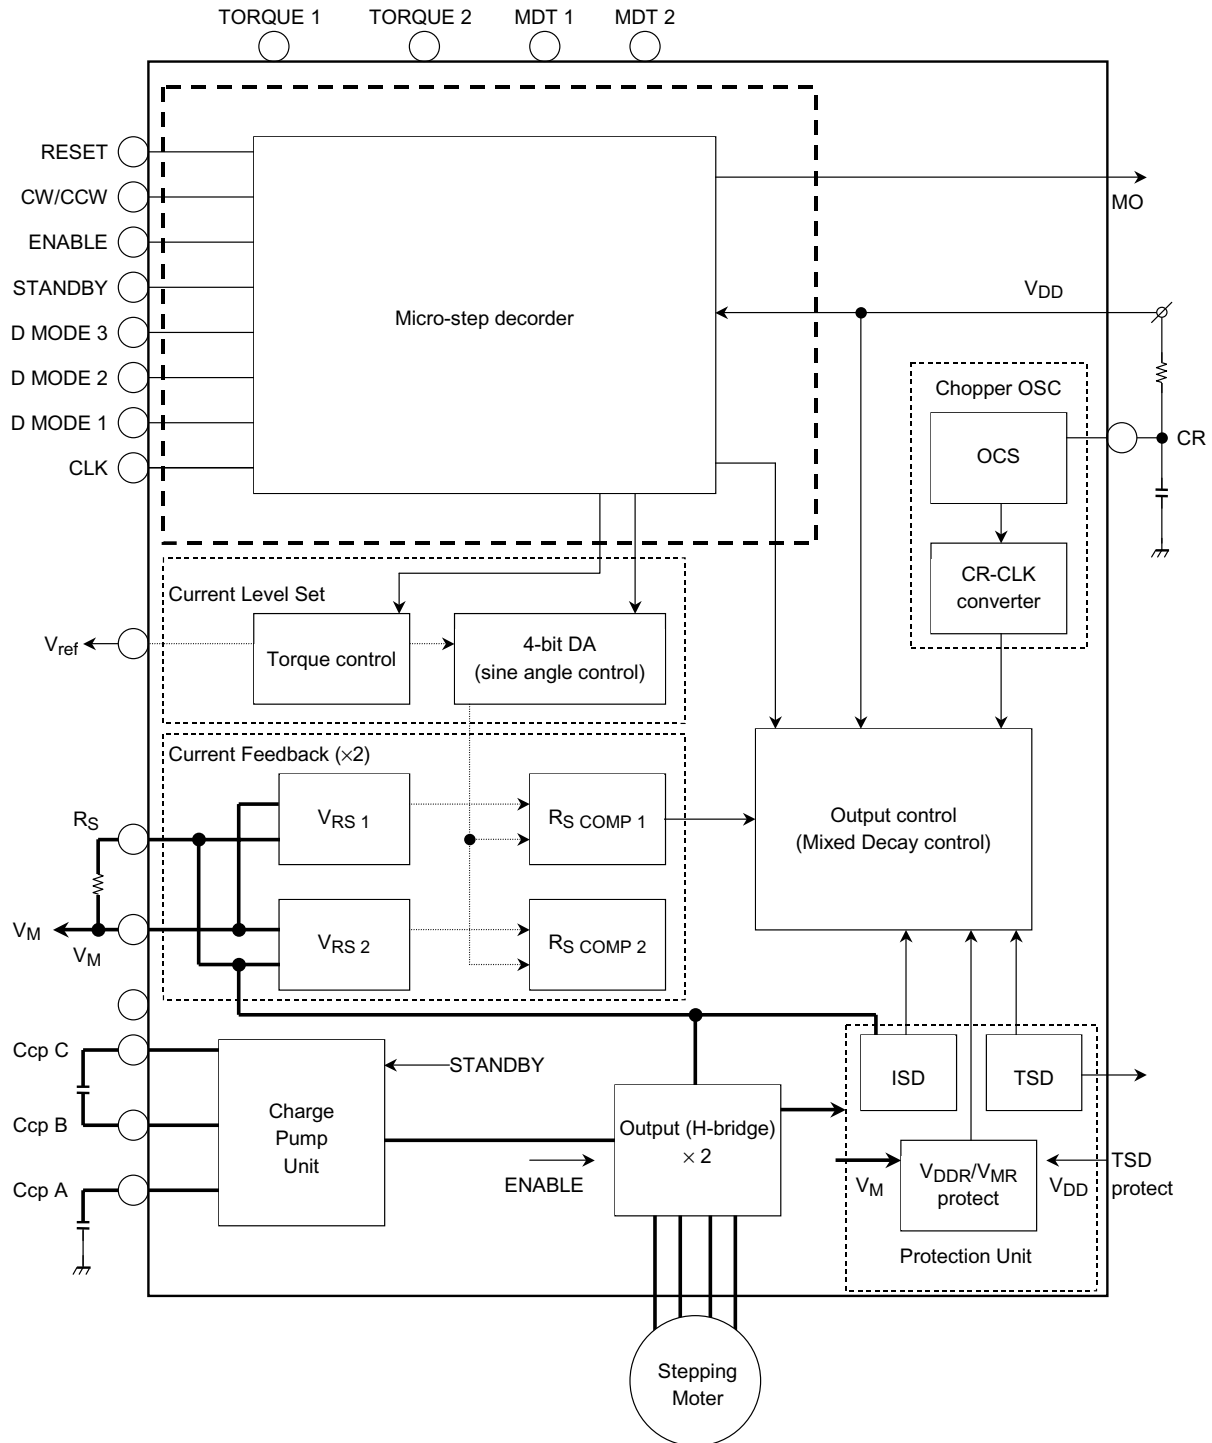 TORQUE 1
TORQUE 2
MDT 1
MDT 2
RESET
CW/CCW
ENABLE
STANDBY
D MODE 3
D MODE 2
D MODE 1
CLK
Micro-step decorder
MO
VDD
Chopper OSC
OCS
CR
CR-CLK
converter
Current Level Set
Vref
Torque control
4-bit DA
(sine angle control)
Current Feedback (×2)
RS
VRS 1
RS COMP 1
Output control
(Mixed Decay control)
VM
VM
VRS 2
RS COMP 2
Ccp C
Ccp B
Ccp A
Charge
Pump
Unit
STANDBY
ENABLE
Output (H-bridge)
× 2
ISD
TSD
VM
VDDR/VMR
protect
VDD
TSD
protect
Protection Unit
Stepping
Moter